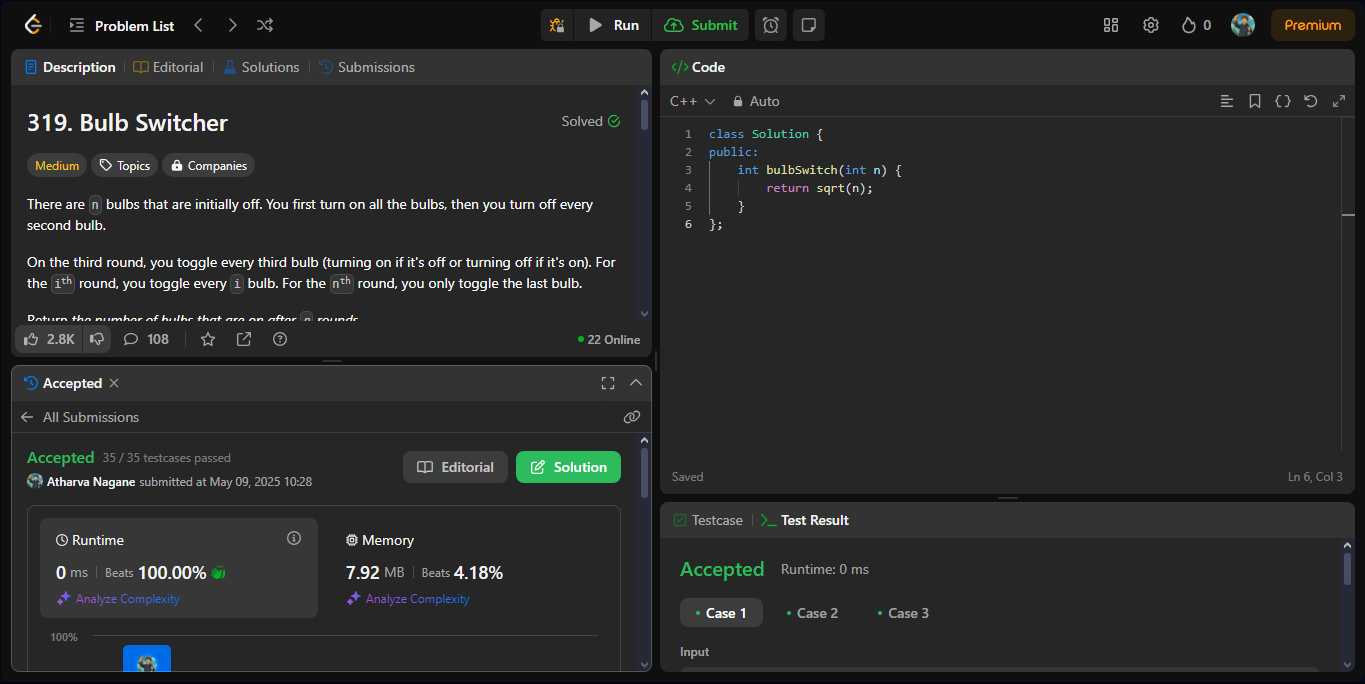 Problem List
Run
Submit
0
Premium
Description
Editorial
Solutions
Submissions
319. Bulb Switcher
Solved
Medium
Topics
Companies
There are n bulbs that are initially off. You first turn on all the bulbs, then you turn off every
second bulb.
On the third round, you toggle every third bulb (turning on if it's off or turning off if it's on). For
the ith round, you toggle every i bulb. For the nth round, you only toggle the last bulb.
Return the number of bulbs that are on after n rounds
2.8K
108
22 Online
Accepted
All Submissions
Accepted 35 / 35 testcases passed
Atharva Nagane submitted at May 09, 2025 10:28
Editorial
Solution
Runtime
0 ms Beats 100.00%
Analyze Complexity
Memory
7.92 MB Beats 4.18%
Analyze Complexity
100%
</> Code
C++
Auto
1 class Solution {
2 public:
3 int bulbSwitch(int n) {
4 return sqrt(n);
5 }
6 };
Saved
Ln 6, Col 3
Testcase
Test Result
Accepted Runtime: 0 ms
Case 1
Case 2
Case 3
Input